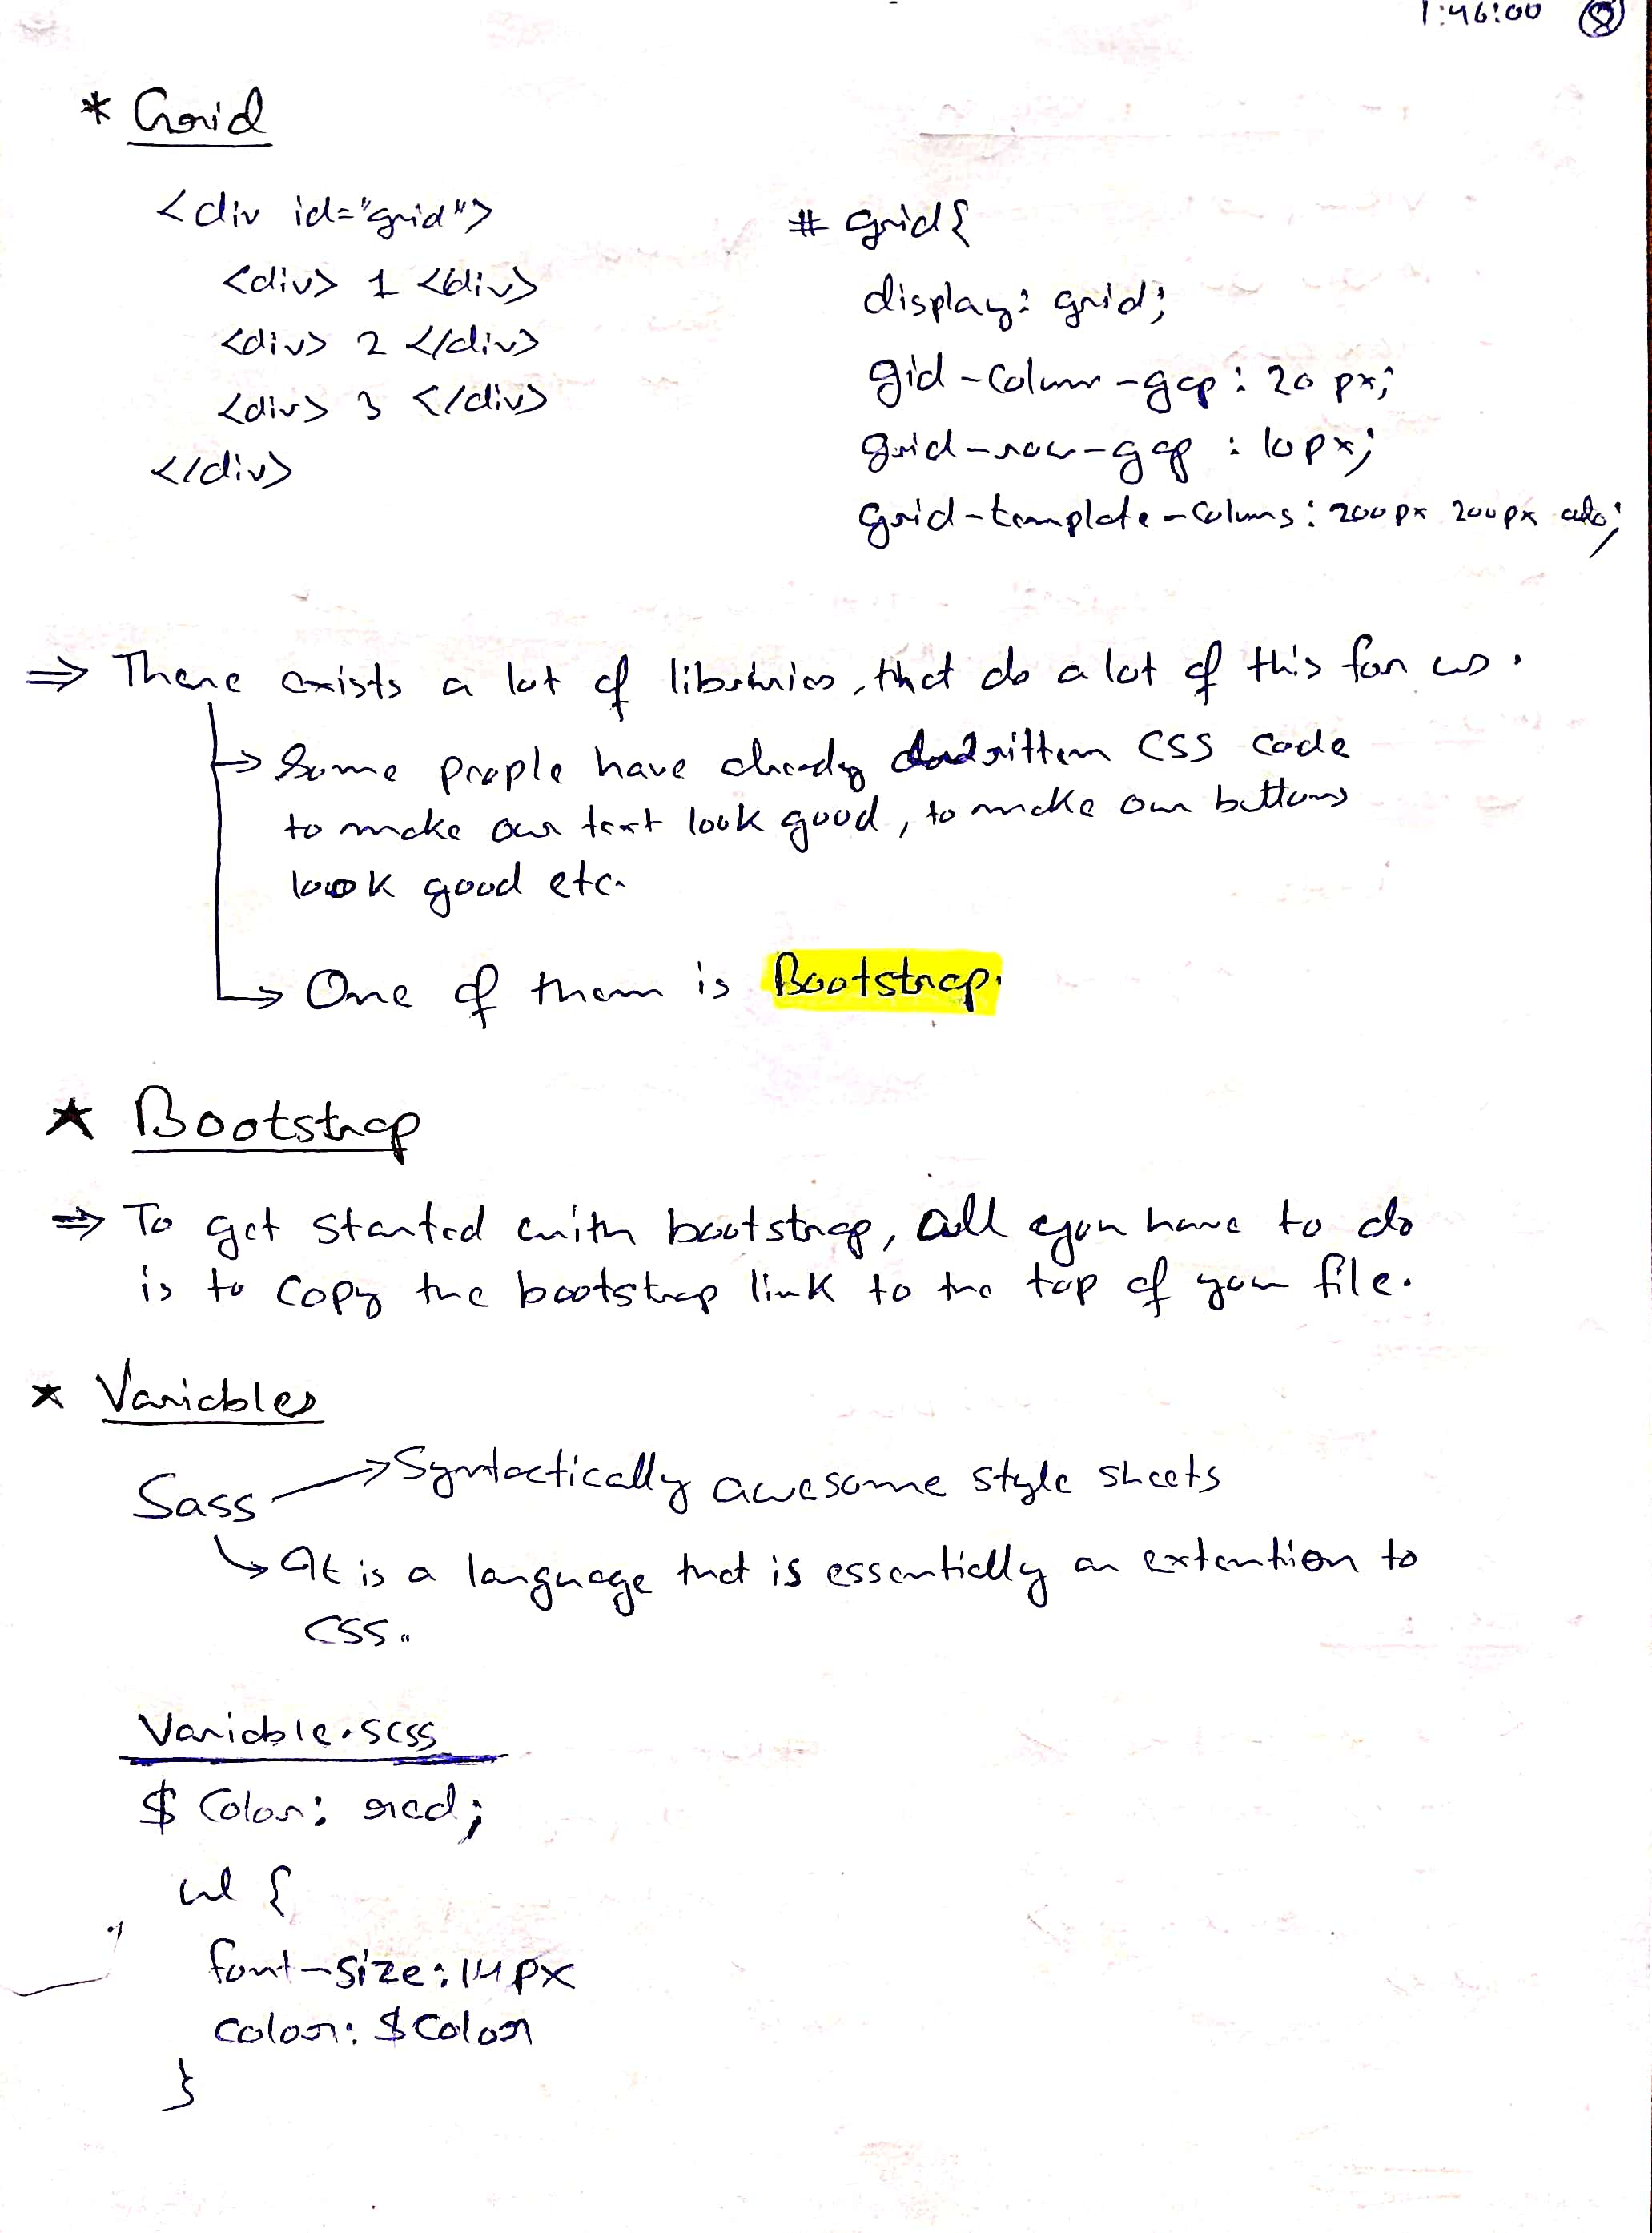 1:46:00 8
* Grid
<div id="grid">
<div> 1 </div>
<div> 2 </div>
<div> 3 </div>
</div>
# grid{
display: grid;
gid-column-gap: 20px;
grid-row-gap : 10px;
grid-template-colums: 200px 200px auto;
⇒ There exists a lot of libraries, that do a lot of this for us.
→ Some people have already written CSS code
to make our text look good, to make our buttons
look good etc.
→ One of them is Bootstrap.
★ Bootstrap
⇒ To get started with bootstrap, all you have to do
is to copy the bootstrap link to the top of your file.
★ Variables
Sass → Syntactically awesome style sheets
↳ It is a language that is essentially an extention to
CSS.
Variable.scss
$ Color: red;
ul {
font-size: 14px
color: $color
}